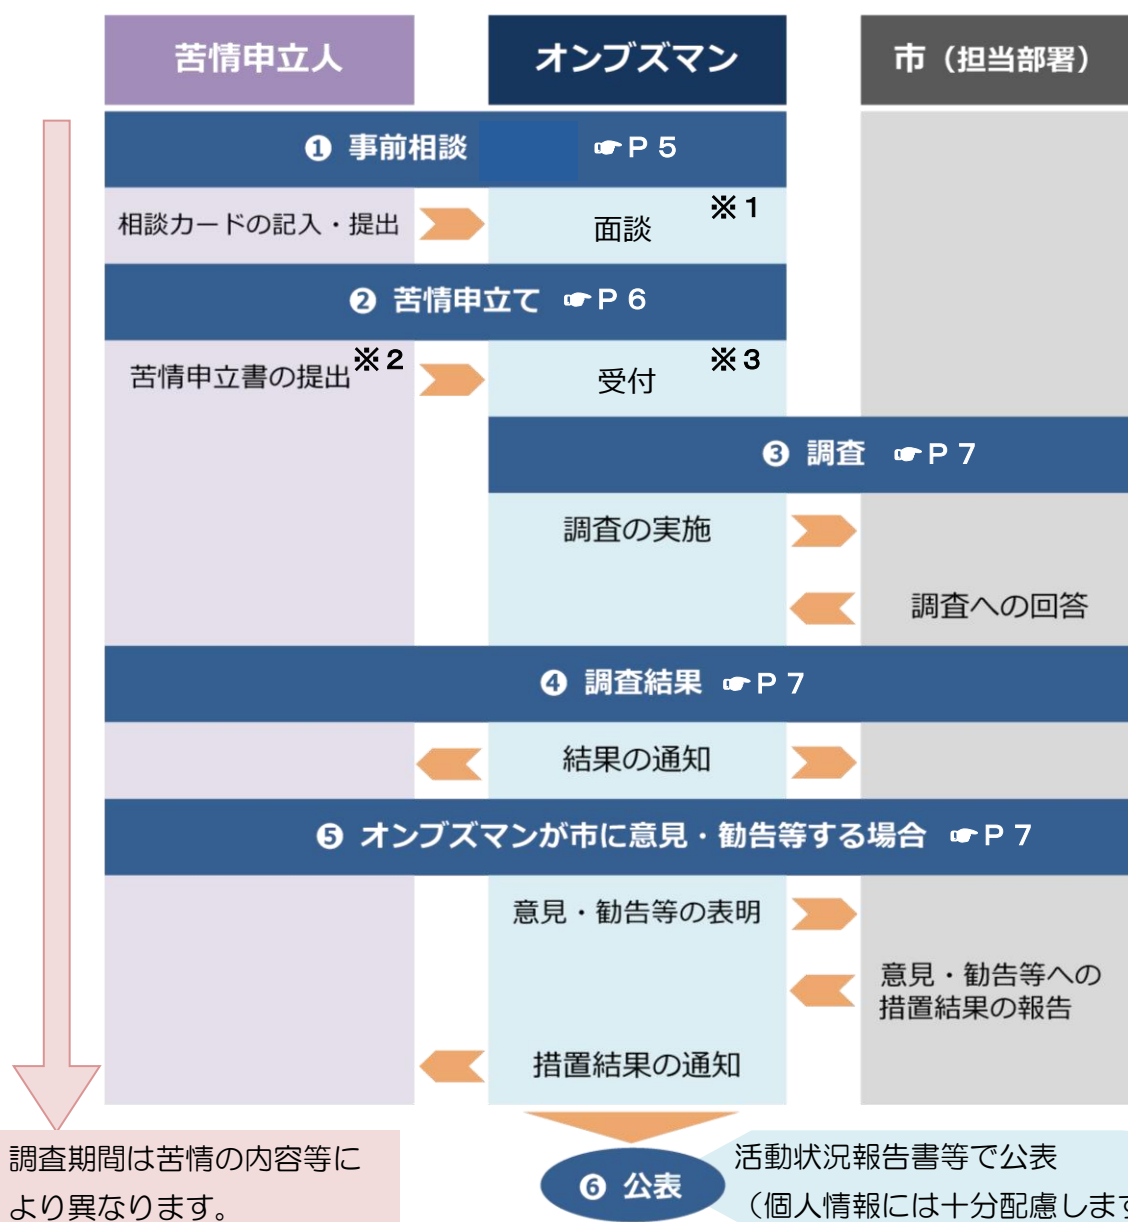 苦情申立人
オンブズマン
市（担当部署）
❶ 事前相談 ☛Ｐ５
相談カードの記入・提出
面談
※１
❷ 苦情申立て ☛Ｐ６
苦情申立書の提出※２
受付
※３
❸ 調査 ☛Ｐ７
調査の実施
調査への回答
❹ 調査結果 ☛Ｐ７
結果の通知
❺ オンブズマンが市に意見・勧告等する場合 ☛Ｐ７
意見・勧告等の表明
意見・勧告等への
措置結果の報告
措置結果の通知
調査期間は苦情の内容等に
より異なります。
❻ 公表
活動状況報告書等で公表
（個人情報には十分配慮します